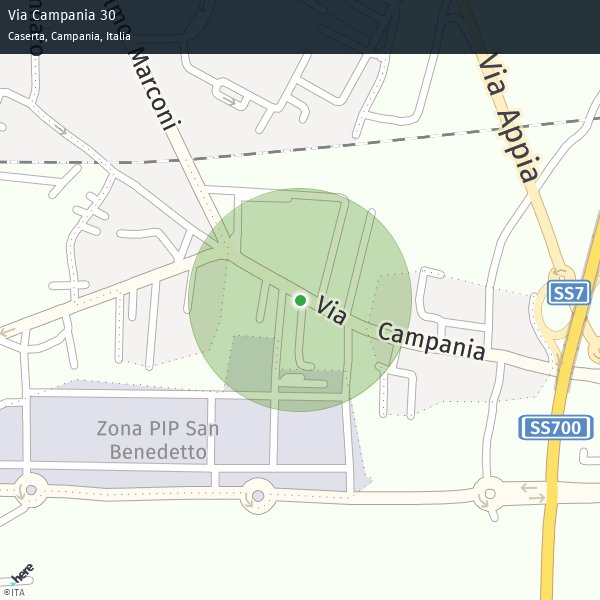 Via Campania 30
Caserta, Campania, Italia
Marconi
Via Appia
SS7
Via Campania
SS700
Zona PIP San
Benedetto
here
©ITA